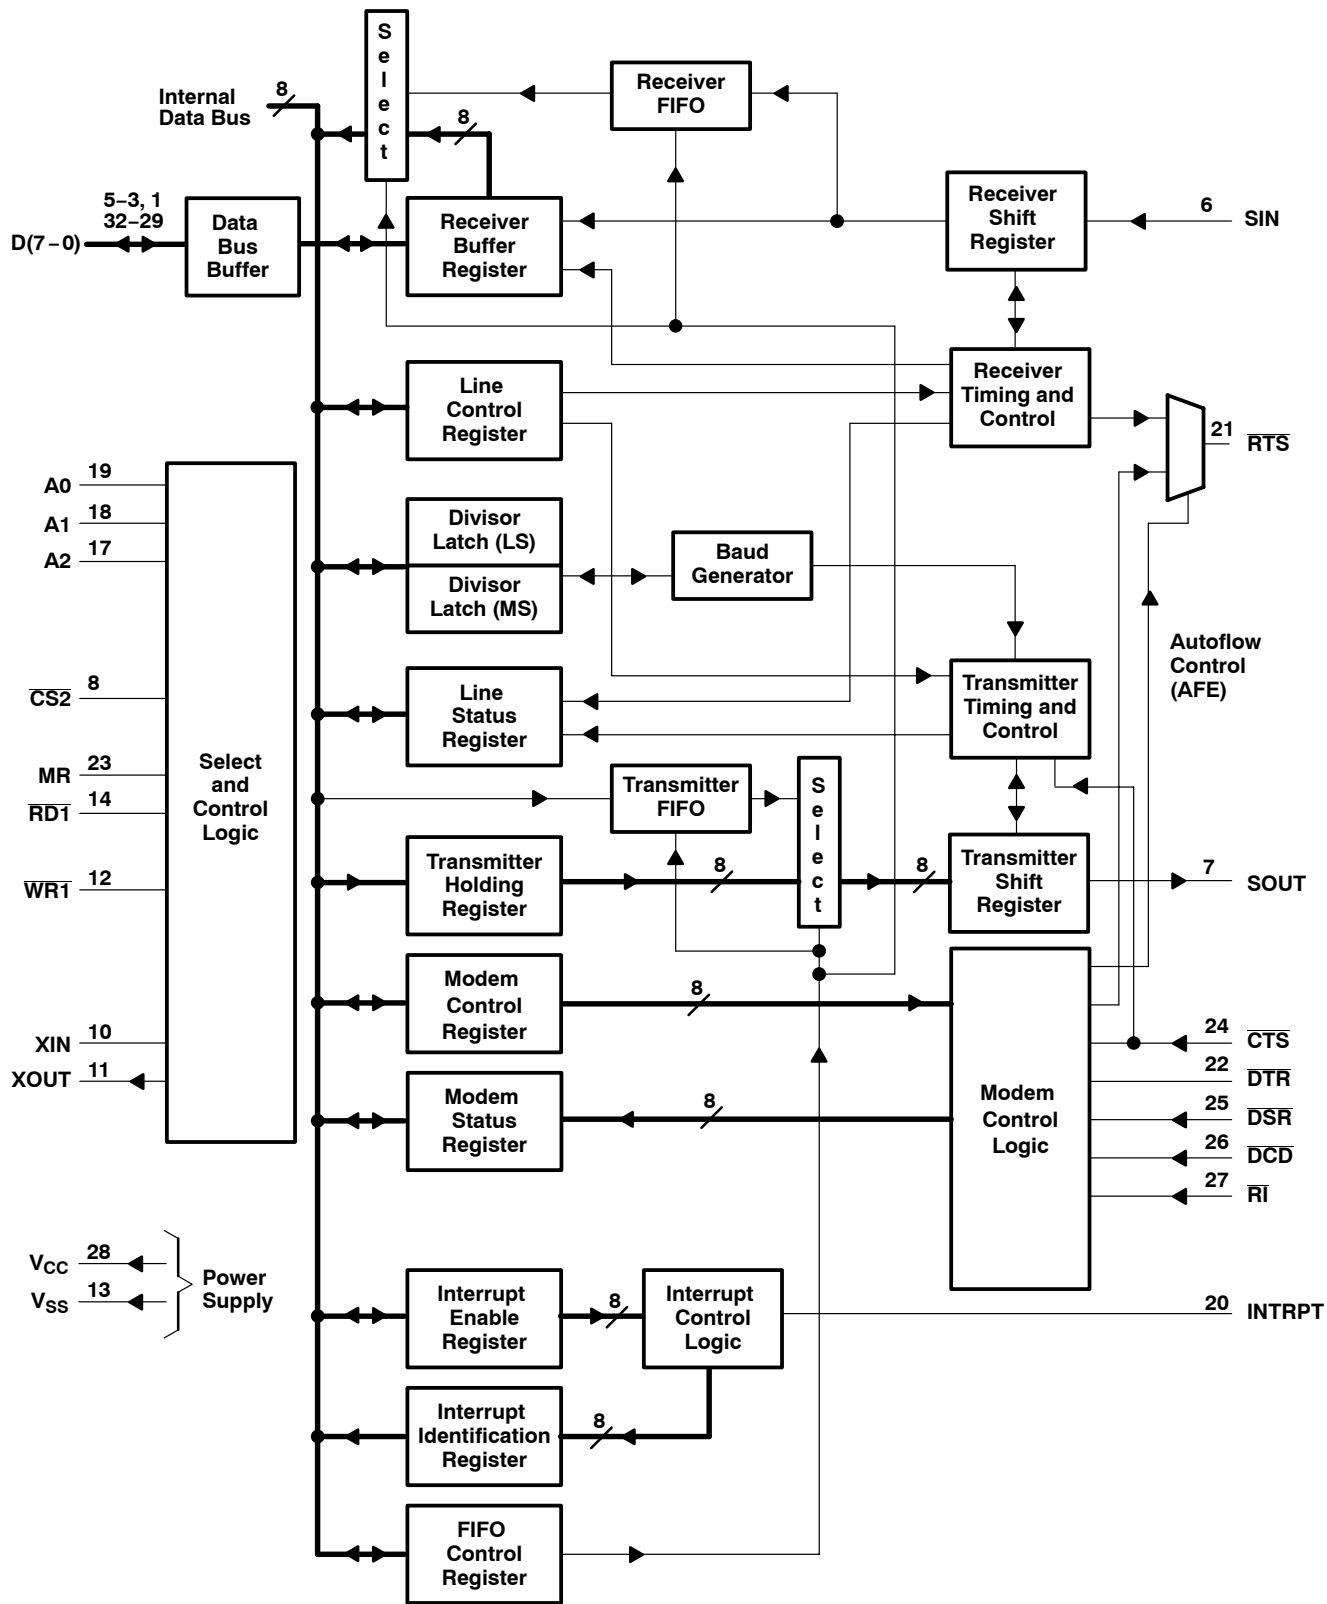 S
e
l
e
c
t
8
Internal
Data Bus
8
Receiver
FIFO
5–3, 1
32–29
D(7–0)
Data
Bus
Buffer
Receiver
Buffer
Register
Receiver
Shift
Register
6
SIN
Line
Control
Register
Receiver
Timing and
Control
21
RTS
A0
19
A1
18
A2
17
Divisor
Latch (LS)
Divisor
Latch (MS)
Baud
Generator
Autoflow
Control
(AFE)
CS2
8
Line
Status
Register
Transmitter
Timing and
Control
MR
23
RD1
14
WR1
12
Select
and
Control
Logic
Transmitter
FIFO
S
e
l
e
c
t
Transmitter
Holding
Register
8
8
Transmitter
Shift
Register
7
SOUT
Modem
Control
Register
8
XIN
10
XOUT
11
Modem
Status
Register
8
Modem
Control
Logic
24
CTS
22
DTR
25
DSR
26
DCD
27
RI
VCC
28
VSS
13
Power
Supply
Interrupt
Enable
Register
8
Interrupt
Control
Logic
20
INTRPT
Interrupt
Identification
Register
8
FIFO
Control
Register